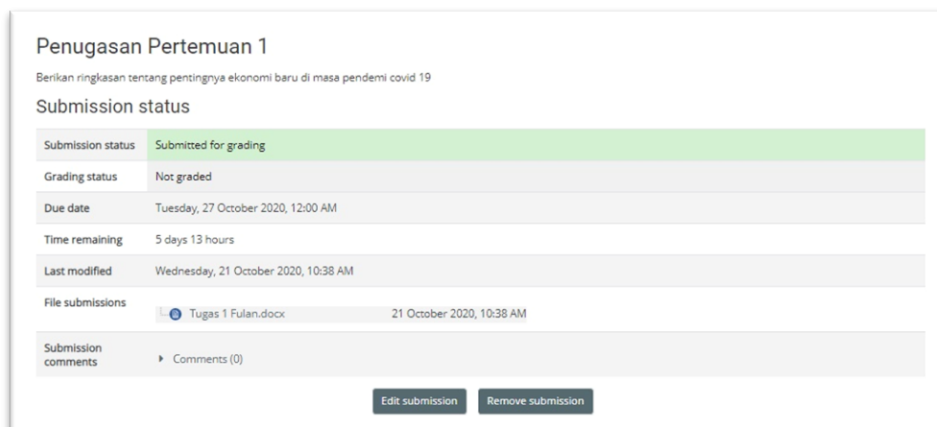 Penugasan Pertemuan 1
Berikan ringkasan tentang pentingnya ekonomi baru di masa pendemi covid 19
Submission status
Submission status Submitted for grading
Grading status Not graded
Due date Tuesday, 27 October 2020, 12:00 AM
Time remaining 5 days 13 hours
Last modified Wednesday, 21 October 2020, 10:38 AM
File submissions
Tugas 1 Fulan.docx 21 October 2020, 10:38 AM
Submission
comments Comments (0)
Edit submission Remove submission